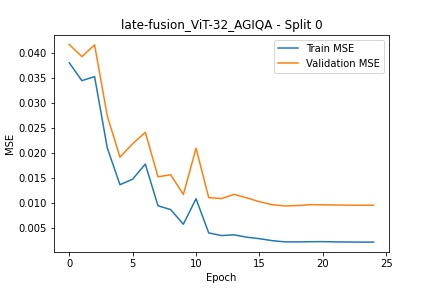 late-fusion_ViT-32_AGIQA - Split 0
Train MSE
Validation MSE
0.040
0.035
0.030
0.025
0.020
0.015
0.010
0.005
MSE
0 5 10 15 20 25
Epoch